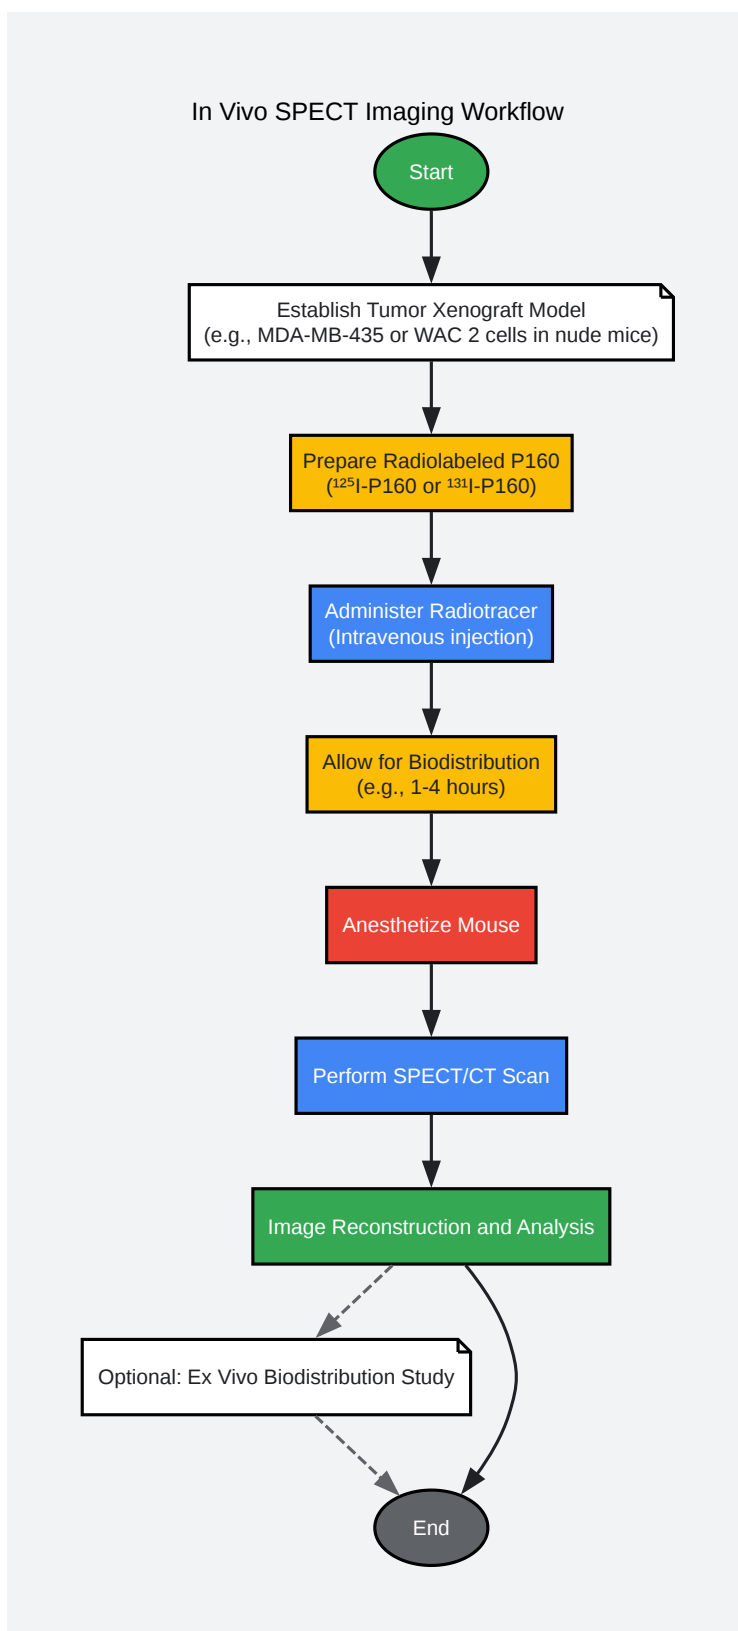 In Vivo SPECT Imaging Workflow
Start
Establish Tumor Xenograft Model
(e.g., MDA-MB-435 or WAC 2 cells in nude mice)
Prepare Radiolabeled P160
(¹²⁵I-P160 or ¹³¹I-P160)
Administer Radiotracer
(Intravenous injection)
Allow for Biodistribution
(e.g., 1-4 hours)
Anesthetize Mouse
Perform SPECT/CT Scan
Image Reconstruction and Analysis
Optional: Ex Vivo Biodistribution Study
End